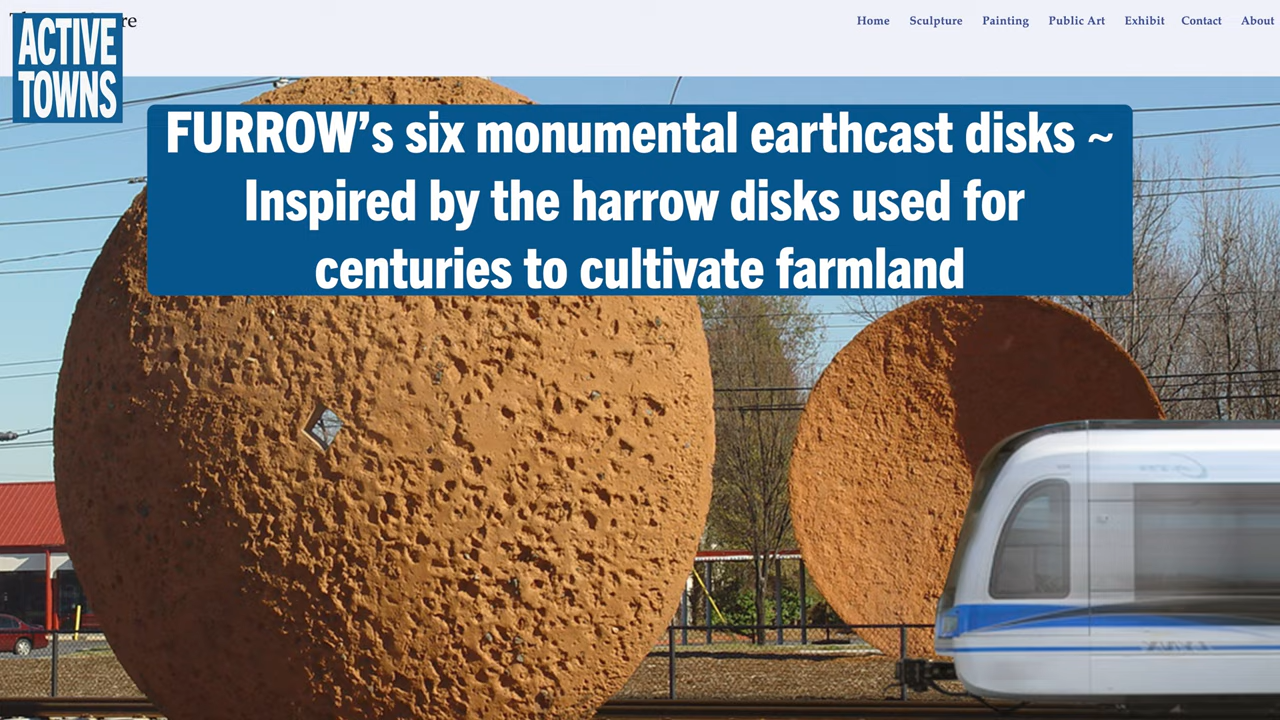 ACTIVE
TOWNS
Home Sculpture Painting Public Art Exhibit Contact About
FURROW's six monumental earthcast disks ~
Inspired by the harrow disks used for
centuries to cultivate farmland